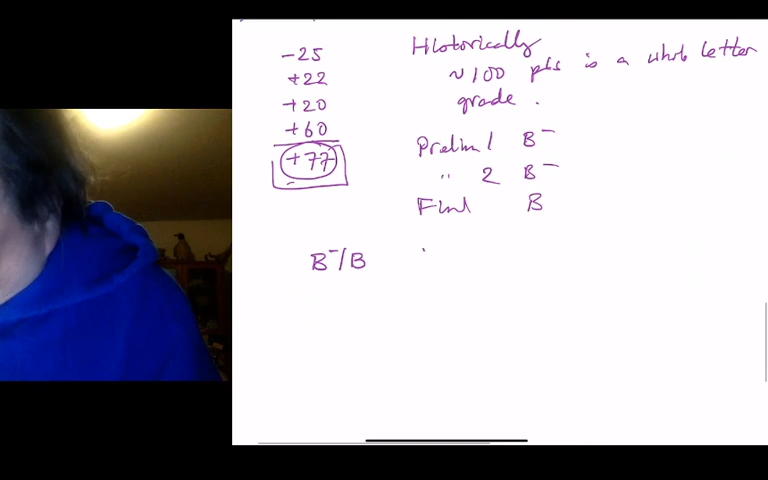 -25
+22
+20
+60
+77
Historically
~100 pts is a whole letter
grade.
Prelim 1 B-
" 2 B-
Final B
B-/B